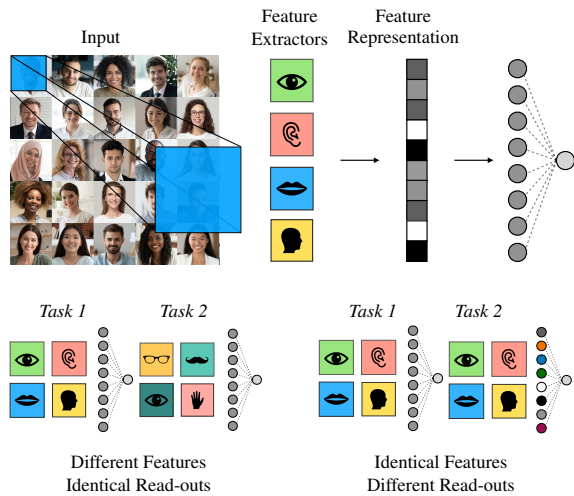 Input
Feature
Extractors
Feature
Representation
Task 1
Task 2
Different Features
Identical Read-outs
Task 1
Task 2
Identical Features
Different Read-outs